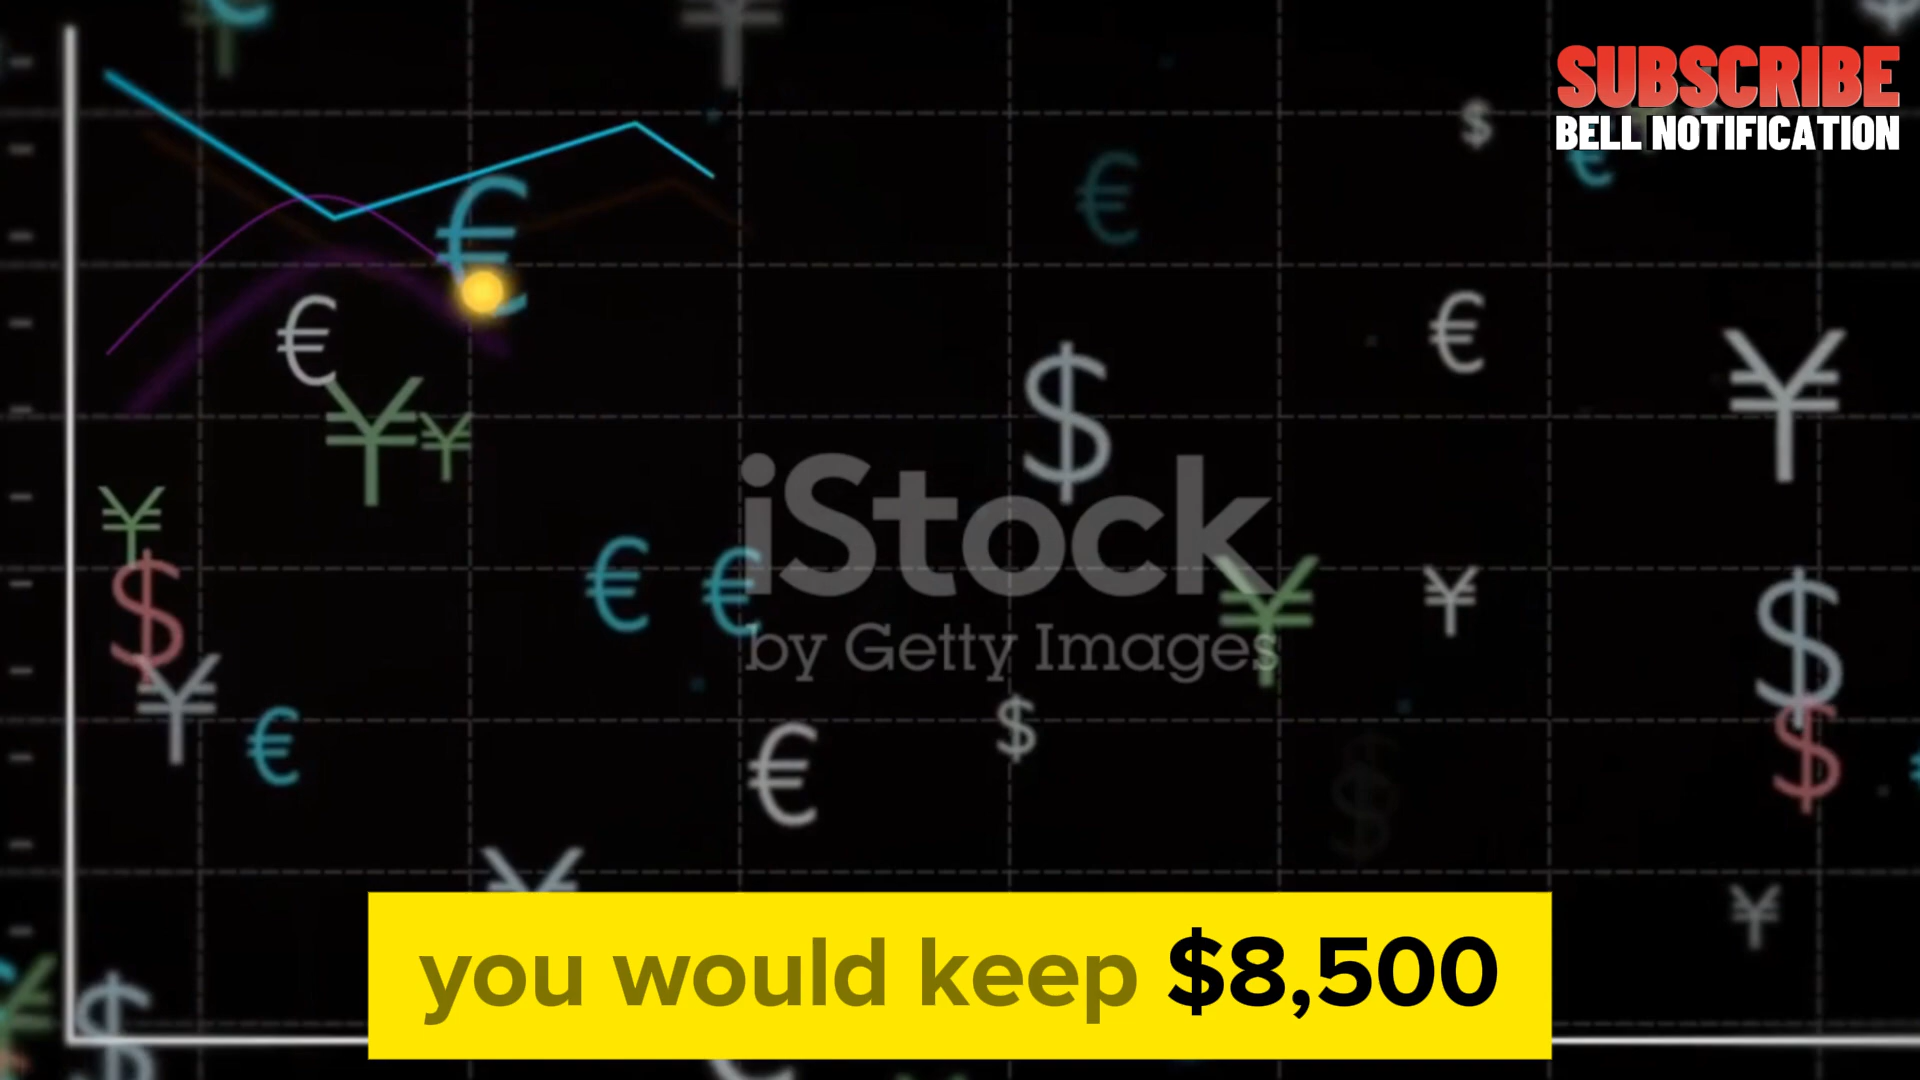 SUBSCRIBE
BELL NOTIFICATION
iStock
by Getty Images
you would keep $8,500